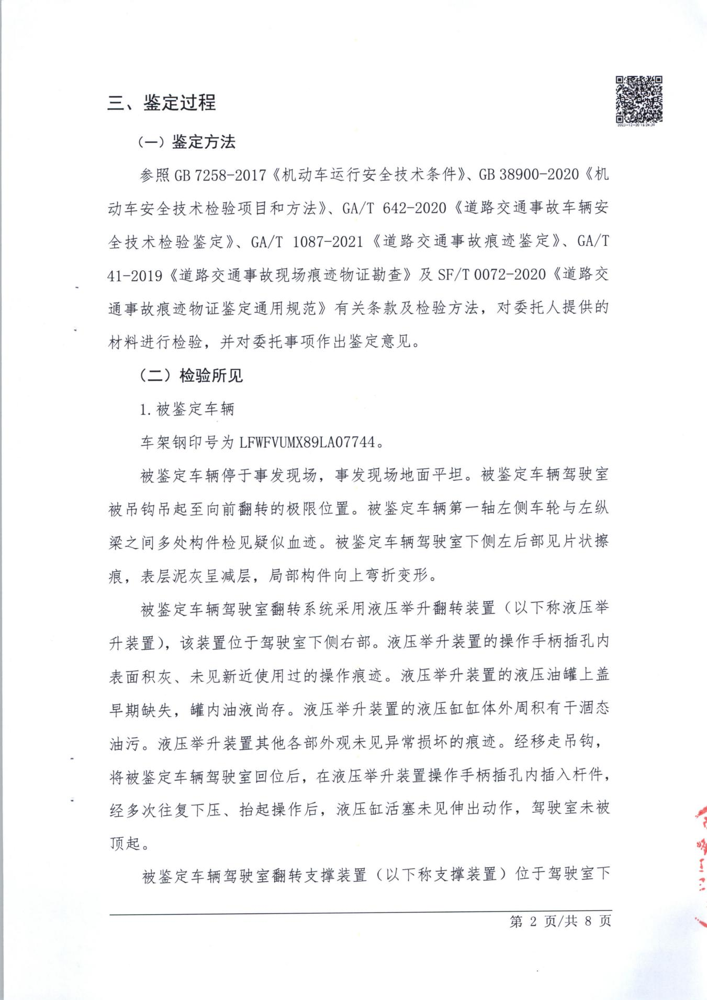 2023-12-20 16:24:39
三、鉴定过程
（一）鉴定方法
参照 GB 7258-2017《机动车运行安全技术条件》、GB 38900-2020《机
动车安全技术检验项目和方法》、GA/T 642-2020《道路交通事故车辆安
全技术检验鉴定》、GA/T 1087-2021《道路交通事故痕迹鉴定》、GA/T
41-2019《道路交通事故现场痕迹物证勘查》及 SF/T 0072-2020《道路交
通事故痕迹物证鉴定通用规范》有关条款及检验方法，对委托人提供的
材料进行检验，并对委托事项作出鉴定意见。
（二）检验所见
1.被鉴定车辆
车架钢印号为 LFWFVUMX89LA07744。
被鉴定车辆停于事发现场，事发现场地面平坦。被鉴定车辆驾驶室
被吊钩吊起至向前翻转的极限位置。被鉴定车辆第一轴左侧车轮与左纵
梁之间多处构件检见疑似血迹。被鉴定车辆驾驶室下侧左后部见片状擦
痕，表层泥灰呈减层，局部构件向上弯折变形。
被鉴定车辆驾驶室翻转系统采用液压举升翻转装置（以下称液压举
升装置），该装置位于驾驶室下侧右部。液压举升装置的操作手柄插孔内
表面积灰、未见新近使用过的操作痕迹。液压举升装置的液压油罐上盖
早期缺失，罐内油液尚存。液压举升装置的液压缸缸体外周积有干涸态
油污。液压举升装置其他各部外观未见异常损坏的痕迹。经移走吊钩，
将被鉴定车辆驾驶室回位后，在液压举升装置操作手柄插孔内插入杆件，
经多次往复下压、抬起操作后，液压缸活塞未见伸出动作，驾驶室未被
顶起。
被鉴定车辆驾驶室翻转支撑装置（以下称支撑装置）位于驾驶室下
第 2 页/共 8 页